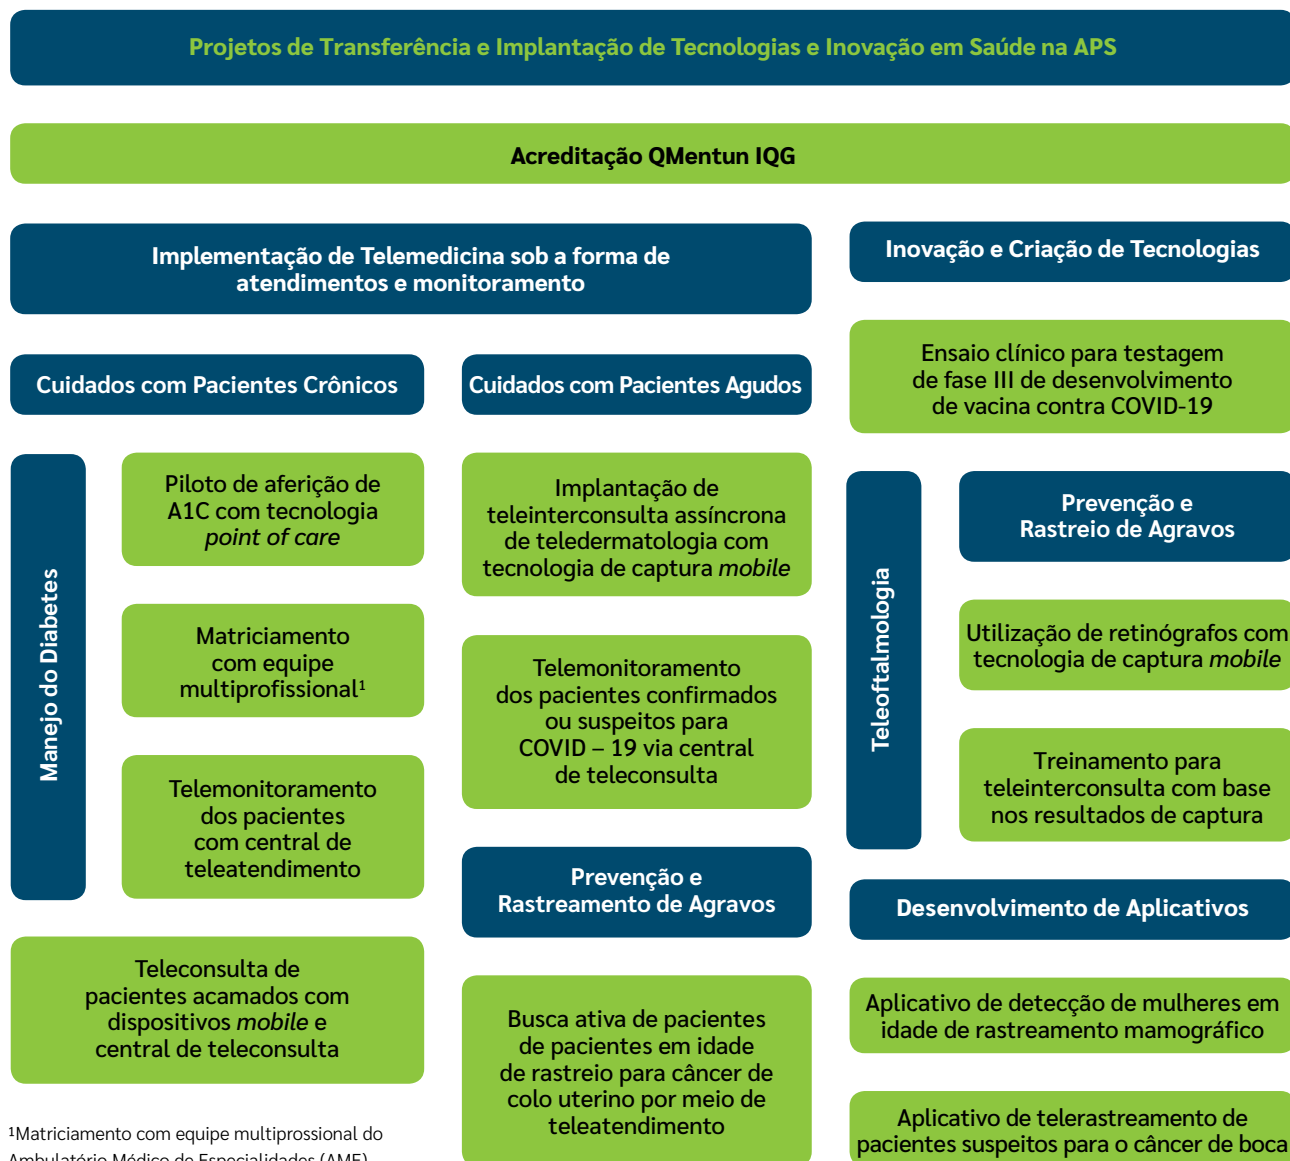 Projetos de Transferência e Implantação de Tecnologias e Inovação em Saúde na APS
Acreditação QMentun IQG
Implementação de Telemedicina sob a forma de
atendimentos e monitoramento
Cuidados com Pacientes Crônicos
Manejo do Diabetes
Piloto de aferição de
A1C com tecnologia
point of care
Matriciamento
com equipe
multiprofissional¹
Telemonitoramento
dos pacientes
com central de
teleatendimento
Teleconsulta de
pacientes acamados com
dispositivos mobile e
central de teleconsulta
Cuidados com Pacientes Agudos
Implantação de
teleinterconsulta assíncrona
de teledermatologia com
tecnologia de captura mobile
Telemonitoramento
dos pacientes confirmados
ou suspeitos para
COVID – 19 via central
de teleconsulta
Prevenção e
Rastreamento de Agravos
Busca ativa de pacientes
de pacientes em idade
de rastreio para câncer de
colo uterino por meio de
teleatendimento
Inovação e Criação de Tecnologias
Ensaio clínico para testagem
de fase III de desenvolvimento
de vacina contra COVID-19
Teleoftalmologia
Prevenção e
Rastreio de Agravos
Utilização de retinógrafos com
tecnologia de captura mobile
Treinamento para
teleinterconsulta com base
nos resultados de captura
Desenvolvimento de Aplicativos
Aplicativo de detecção de mulheres em
idade de rastreamento mamográfico
Aplicativo de telerastreamento de
pacientes suspeitos para o câncer de boca
¹Matriciamento com equipe multiprossional do
Ambulatório Médico de Especialidades (AME)